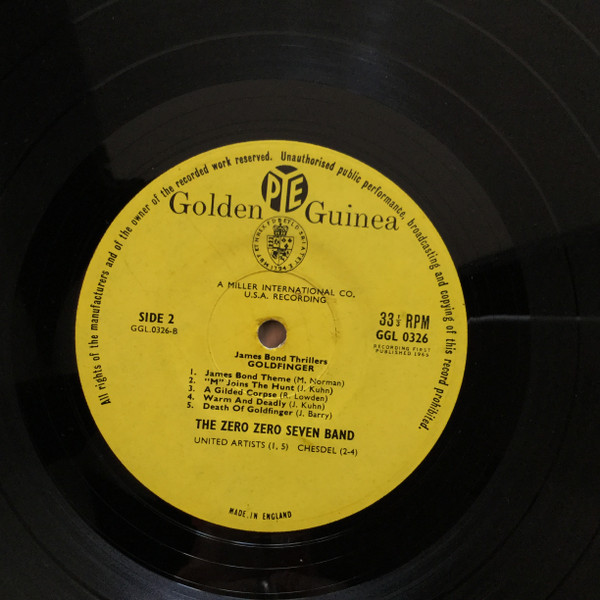 All rights of the manufacturers and of the owner of the recorded work reserved. Unauthorised public performance, broadcasting and copying of this record prohibited.
PYE
Golden Guinea
A MILLER INTERNATIONAL CO.
U.S.A. RECORDING
SIDE 2
GGL.0326-B
33⅓ RPM
GGL 0326
RECORDING FIRST
PUBLISHED 1965
James Bond Thrillers
GOLDFINGER
1. James Bond Theme (M. Norman)
2. "M" Joins The Hunt (J. Kuhn)
3. A Gilded Corpse (R. Lowden)
4. Warm And Deadly (J. Kuhn)
5. Death Of Goldfinger (J. Barry)
THE ZERO ZERO SEVEN BAND
UNITED ARTISTS (1, 5) CHESDEL (2-4)
MADE IN ENGLAND